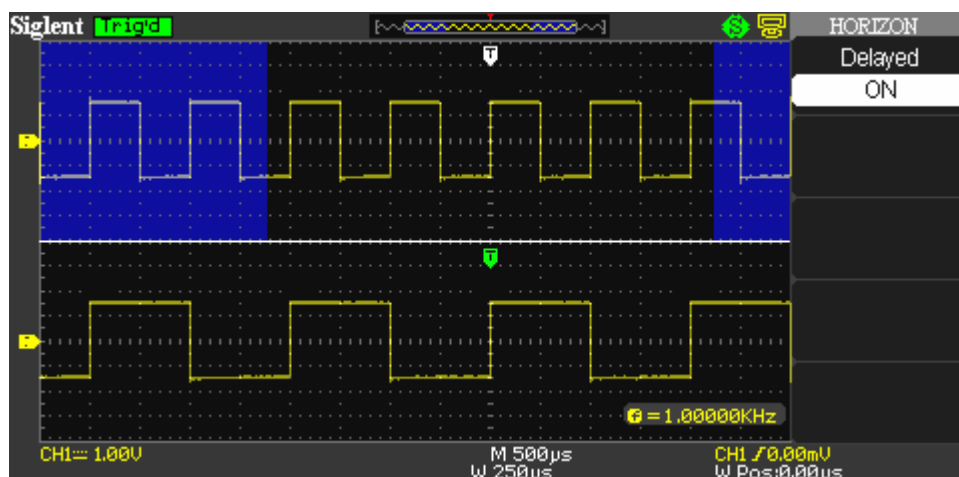 Siglent Trig'd HORIZON
Delayed
ON
T
T
f =1.00000KHz
CH1 1.00V M 500µs CH1 0.00mV
W 250µs W Pos:0.00µs